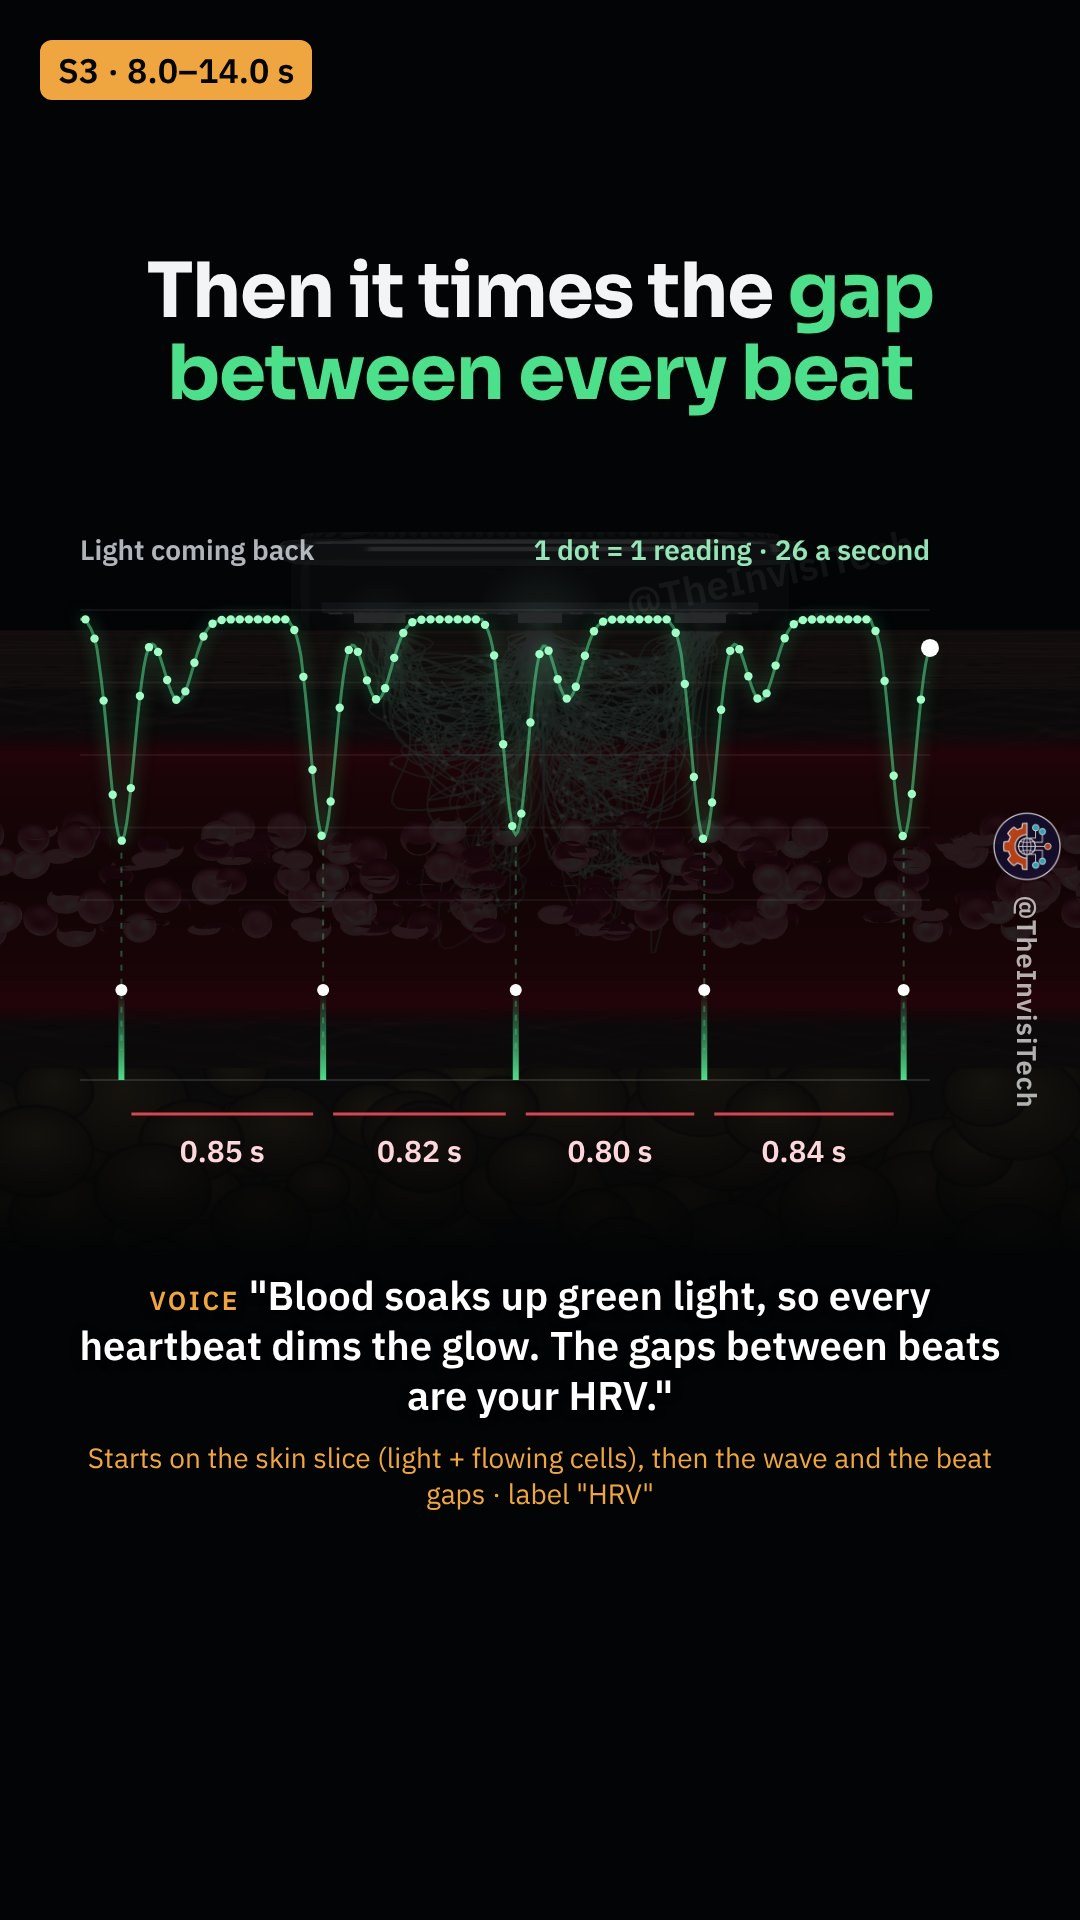 S3 · 8.0–14.0 s
Then it times the gap
between every beat
Light coming back
1 dot = 1 reading · 26 a second
@TheInvisiTech
@TheInvisiTech
0.85 s
0.82 s
0.80 s
0.84 s
VOICE "Blood soaks up green light, so every
heartbeat dims the glow. The gaps between beats
are your HRV."
Starts on the skin slice (light + flowing cells), then the wave and the beat
gaps · label "HRV"